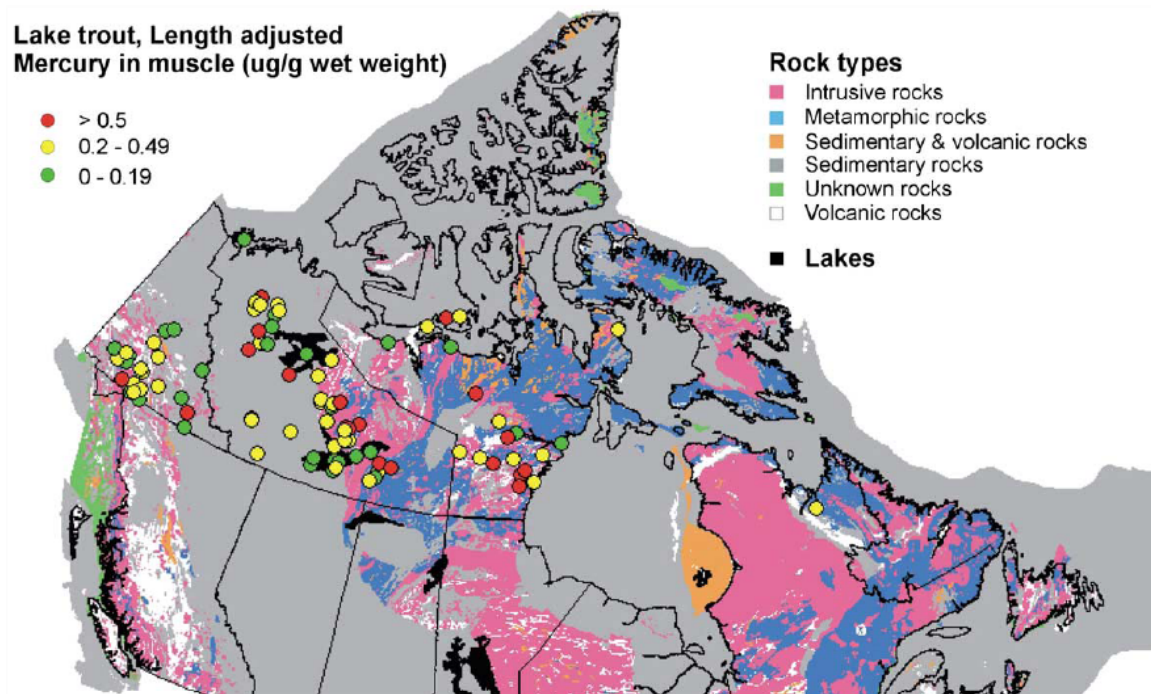 Lake trout, Length adjusted
Mercury in muscle (ug/g wet weight)
> 0.5
0.2 - 0.49
0 - 0.19
Rock types
Intrusive rocks
Metamorphic rocks
Sedimentary & volcanic rocks
Sedimentary rocks
Unknown rocks
Volcanic rocks
Lakes